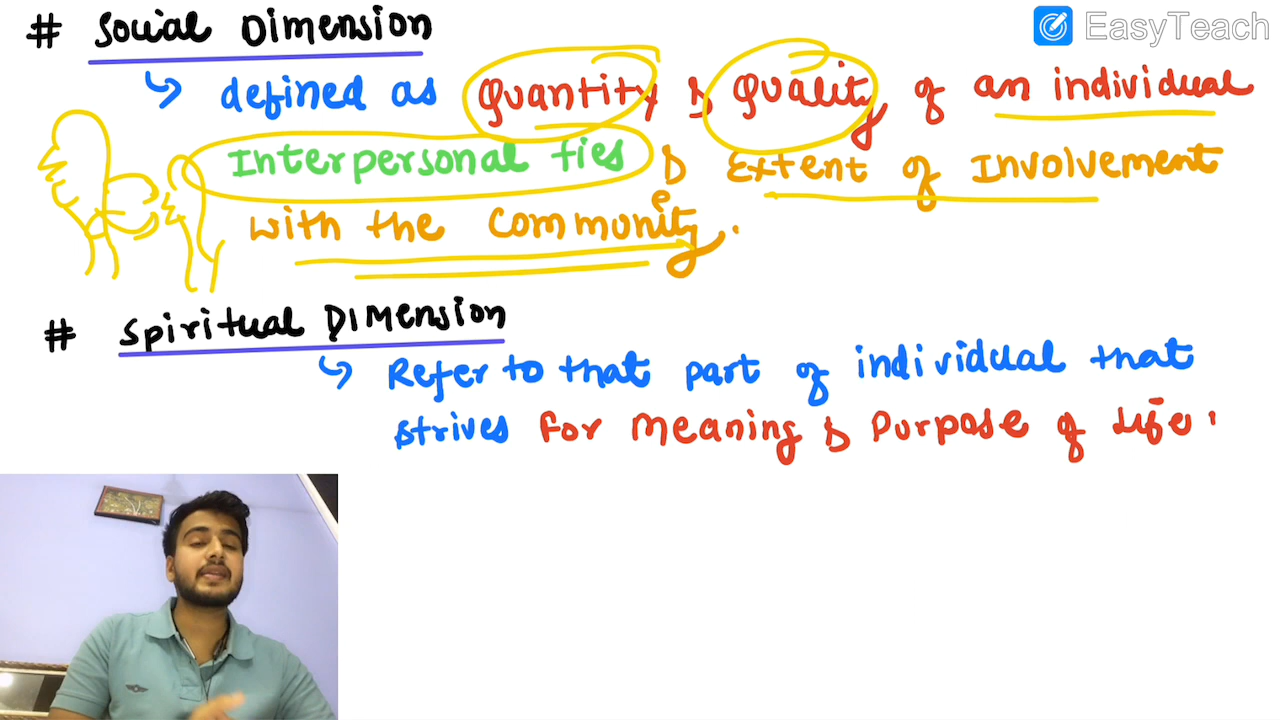 EasyTeach
# Social Dimension
↳ defined as Quantity & Quality of an individual
Interpersonal ties & Extent of Involvement
with the community.
# Spiritual Dimension
↳ Refer to that part of individual that
strives for meaning & Purpose of life.